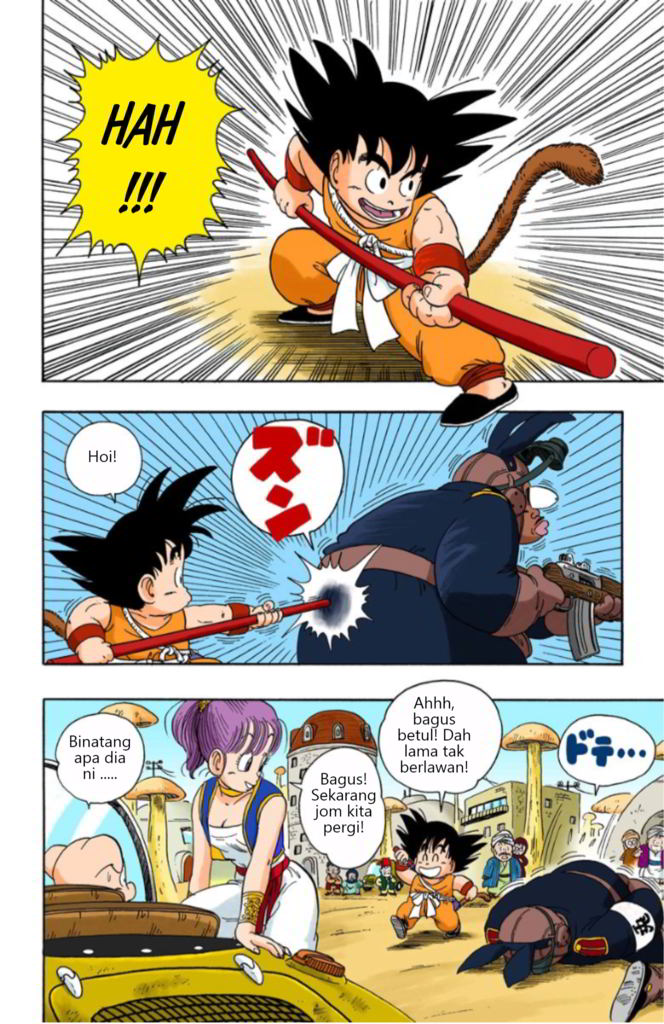 HAH
!!!
Hoi!
ズン
Binatang
apa dia
ni .....
Bagus!
Sekarang
jom kita
pergi!
Ahhh,
bagus
betul! Dah
lama tak
berlawan!
ドテ…